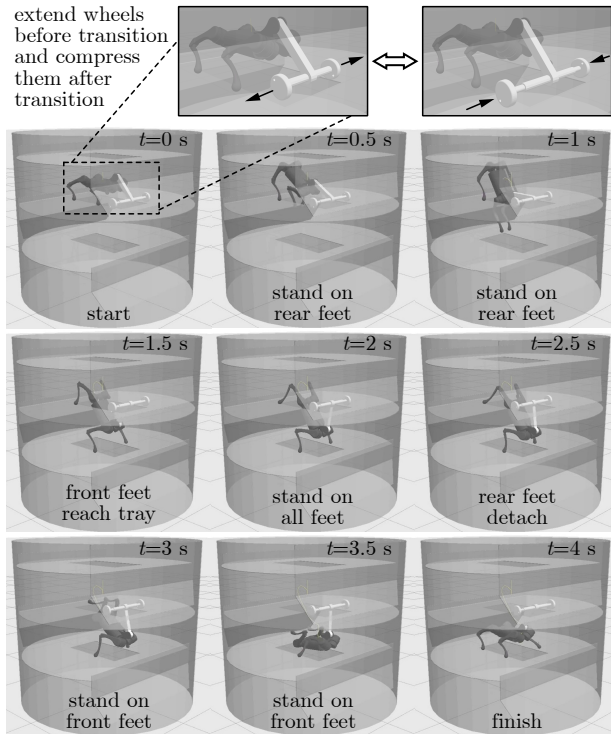 extend wheels
before transition
and compress
them after
transition
t=0 s
t=0.5 s
t=1 s
start
stand on
rear feet
stand on
rear feet
t=1.5 s
t=2 s
t=2.5 s
front feet
reach tray
stand on
all feet
rear feet
detach
t=3 s
t=3.5 s
t=4 s
stand on
front feet
stand on
front feet
finish